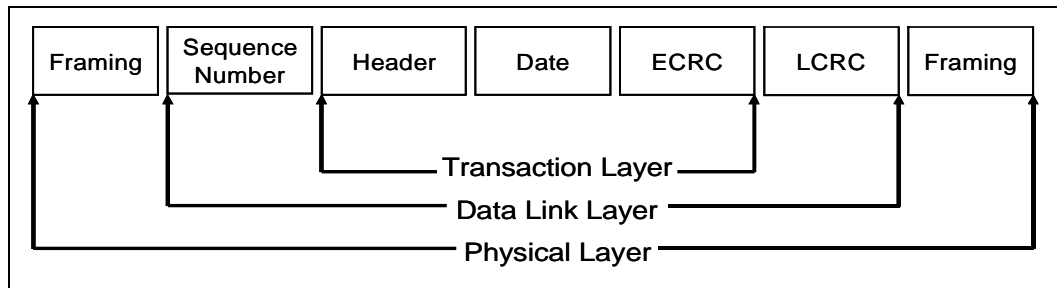 Framing
Sequence
Number
Header
Date
ECRC
LCRC
Framing
Transaction Layer
Data Link Layer
Physical Layer